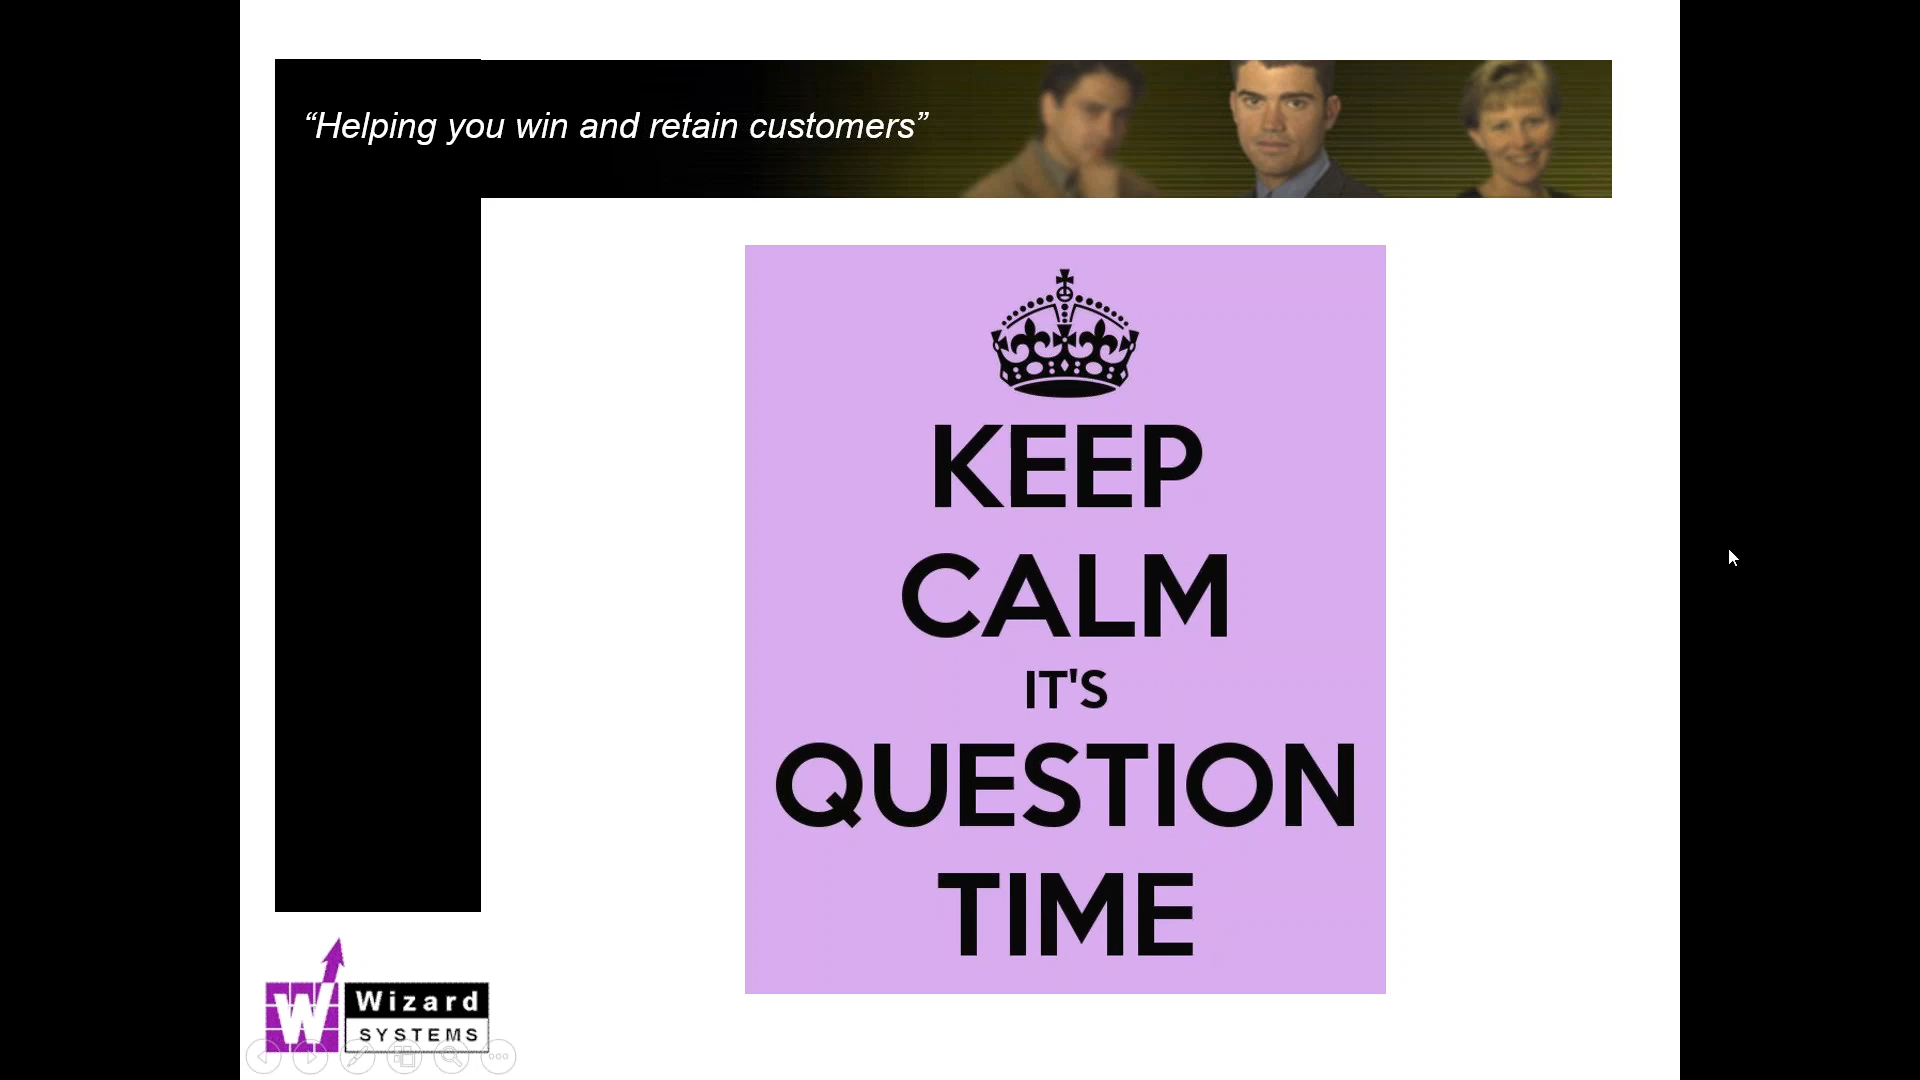 “Helping you win and retain customers”
KEEP
CALM
IT'S
QUESTION
TIME
W Wizard
SYSTEMS